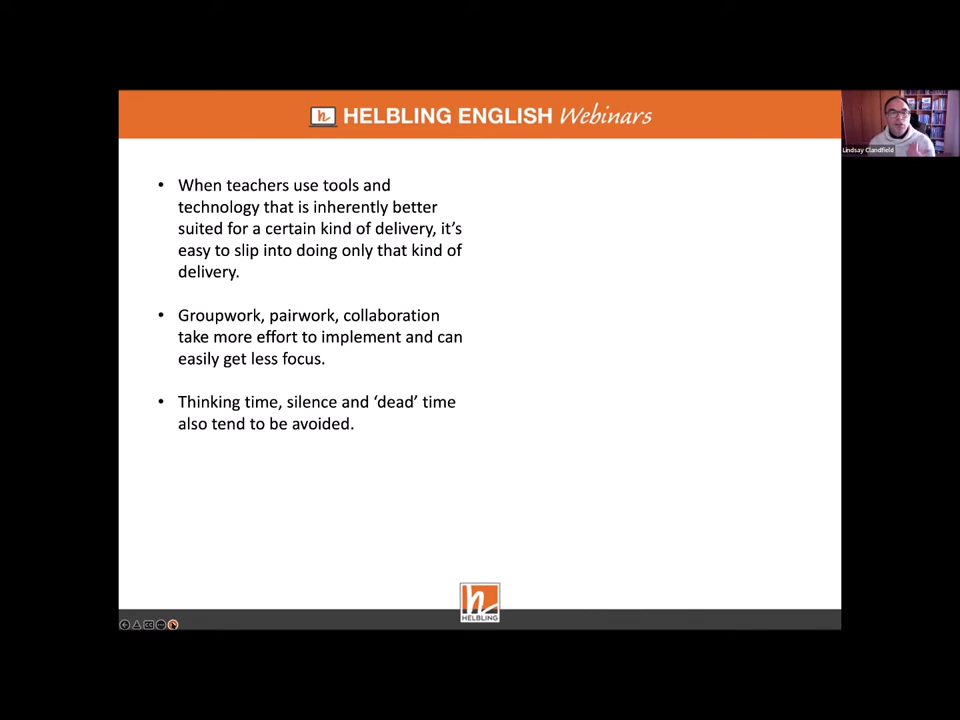 HELBLING ENGLISH Webinars
Lindsay Clandfield
• When teachers use tools and
technology that is inherently better
suited for a certain kind of delivery, it’s
easy to slip into doing only that kind of
delivery.
• Groupwork, pairwork, collaboration
take more effort to implement and can
easily get less focus.
• Thinking time, silence and ‘dead’ time
also tend to be avoided.
h
HELBLING